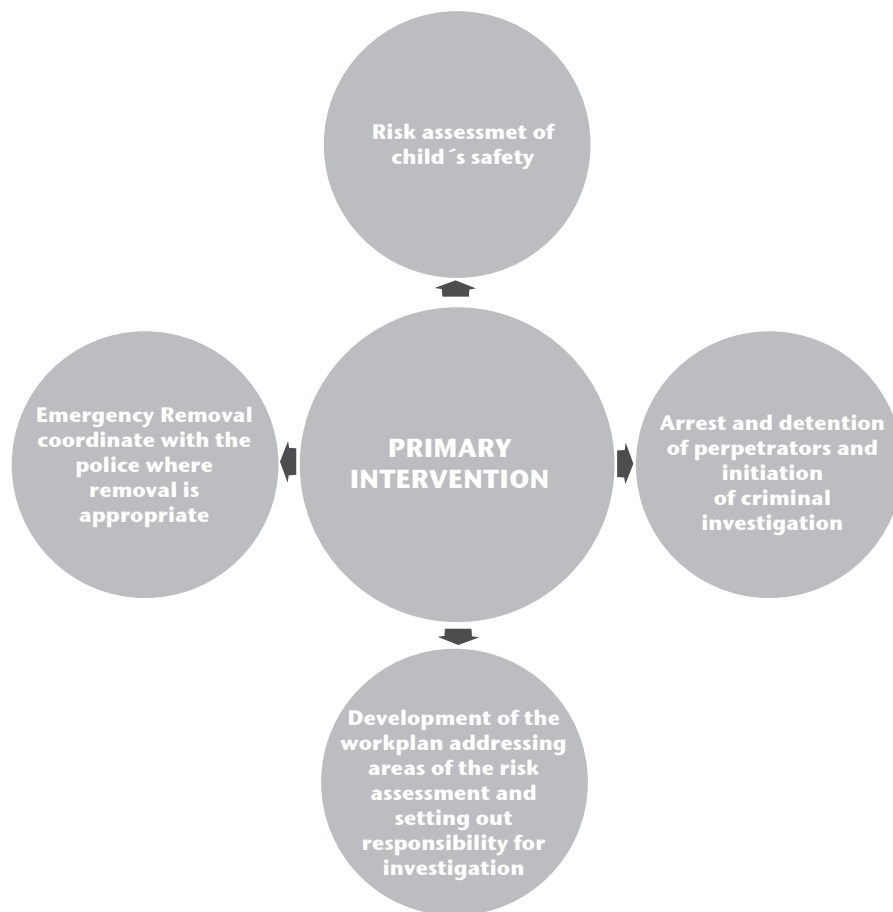 Risk assessmet of
child ´s safety
Emergency Removal
coordinate with the
police where
removal is
appropriate
PRIMARY
INTERVENTION
Arrest and detention
of perpetrators and
initiation
of criminal
investigation
Development of the
workplan addressing
areas of the risk
assessment and
setting out
responsibility for
investigation